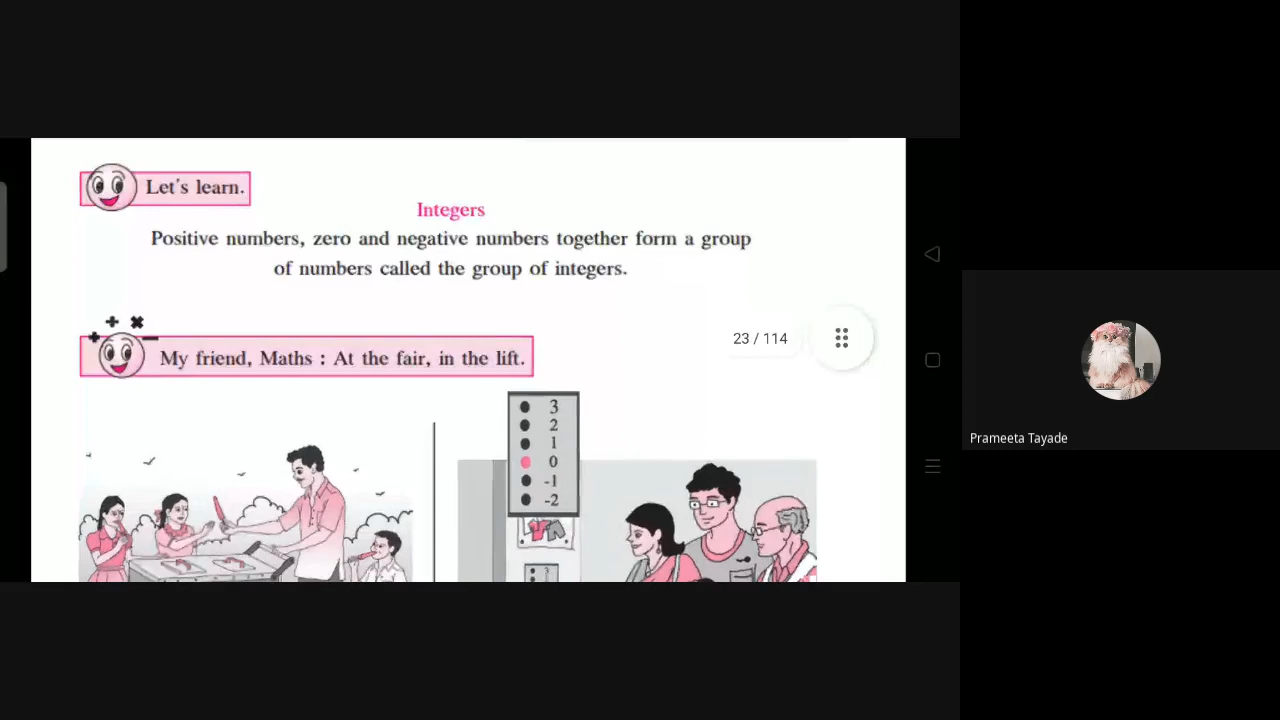 Let's learn.
Integers
Positive numbers, zero and negative numbers together form a group
of numbers called the group of integers.
23 / 114
My friend, Maths : At the fair, in the lift.
3
2
1
0
-1
-2
Prameeta Tayade